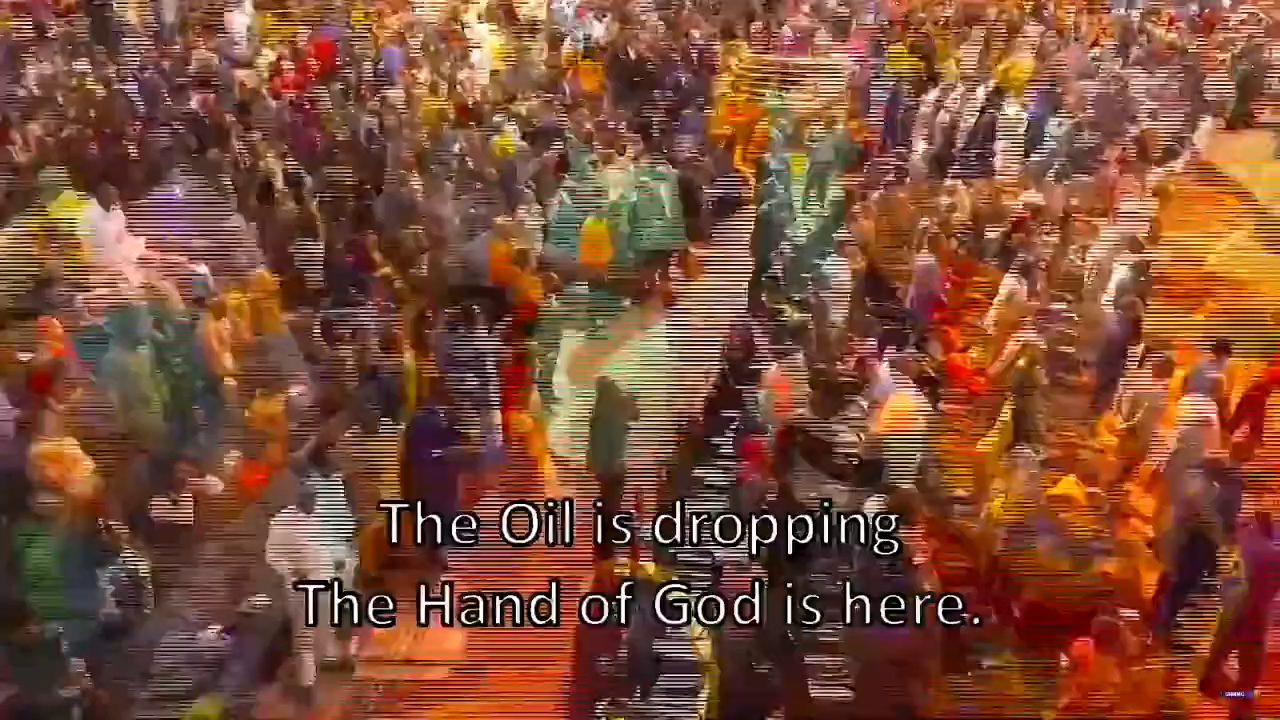 The Oil is dropping
The Hand of God is here.